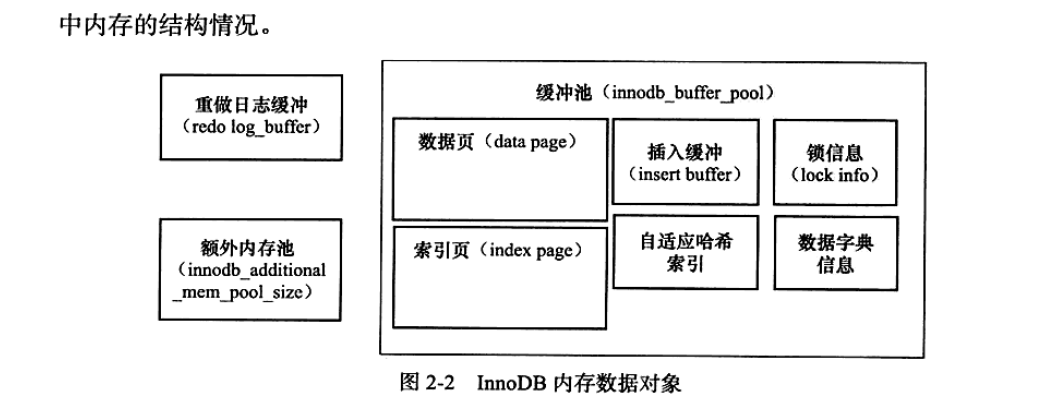 中内存的结构情况。
重做日志缓冲
（redo log_buffer）
额外内存池
（innodb_additional
_mem_pool_size）
缓冲池（innodb_buffer_pool）
数据页（data page）
插入缓冲
（insert buffer）
锁信息
（lock info）
索引页（index page）
自适应哈希
索引
数据字典
信息
图 2-2 InnoDB 内存数据对象